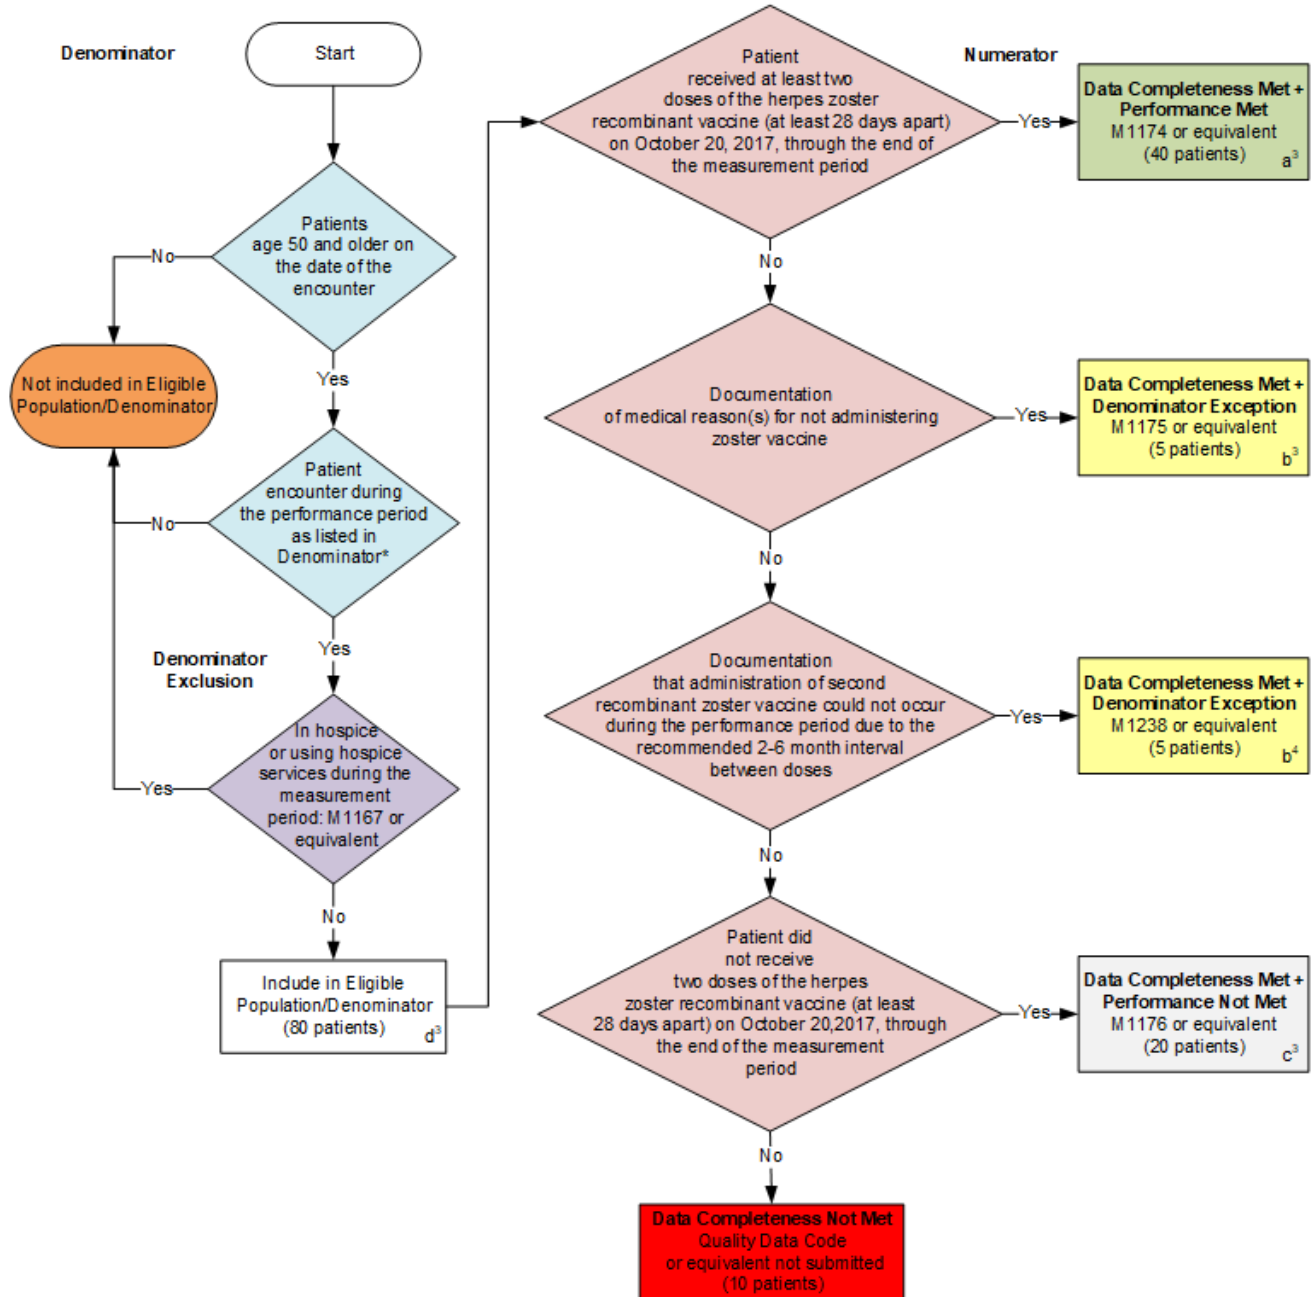 Denominator
Start
Patients
age 50 and older on
the date of the
encounter
No
Yes
Not included in Eligible
Population/Denominator
Patient
encounter during
the performance period
as listed in
Denominator*
No
Yes
Denominator
Exclusion
In hospice
or using hospice
services during the
measurement
period: M1167 or
equivalent
Yes
No
Include in Eligible
Population/Denominator
(80 patients)
d³
Numerator
Patient
received at least two
doses of the herpes zoster
recombinant vaccine (at least 28 days apart)
on October 20, 2017, through the end of
the measurement period
Yes
Data Completeness Met +
Performance Met
M1174 or equivalent
(40 patients)
a³
No
Documentation
of medical reason(s) for not administering
zoster vaccine
Yes
Data Completeness Met +
Denominator Exception
M1175 or equivalent
(5 patients)
b³
No
Documentation
that administration of second
recombinant zoster vaccine could not occur
during the performance period due to the
recommended 2-6 month interval
between doses
Yes
Data Completeness Met +
Denominator Exception
M1238 or equivalent
(5 patients)
b⁴
No
Patient did
not receive
two doses of the herpes
zoster recombinant vaccine (at least
28 days apart) on October 20,2017, through
the end of the measurement
period
Yes
Data Completeness Met +
Performance Not Met
M1176 or equivalent
(20 patients)
c³
No
Data Completeness Not Met
Quality Data Code
or equivalent not submitted
(10 patients)